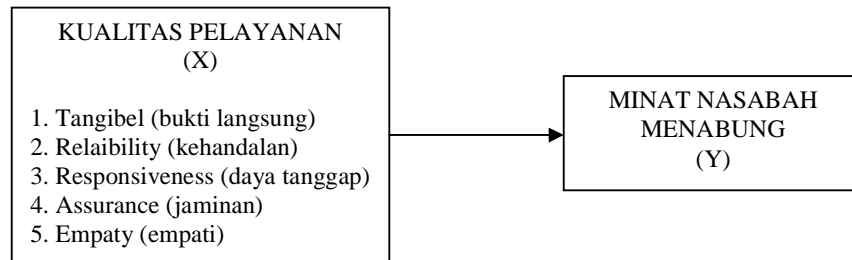 KUALITAS PELAYANAN
(X)
1. Tangibel (bukti langsung)
2. Relaibility (kehandalan)
3. Responsiveness (daya tanggap)
4. Assurance (jaminan)
5. Empaty (empati)
MINAT NASABAH
MENABUNG
(Y)